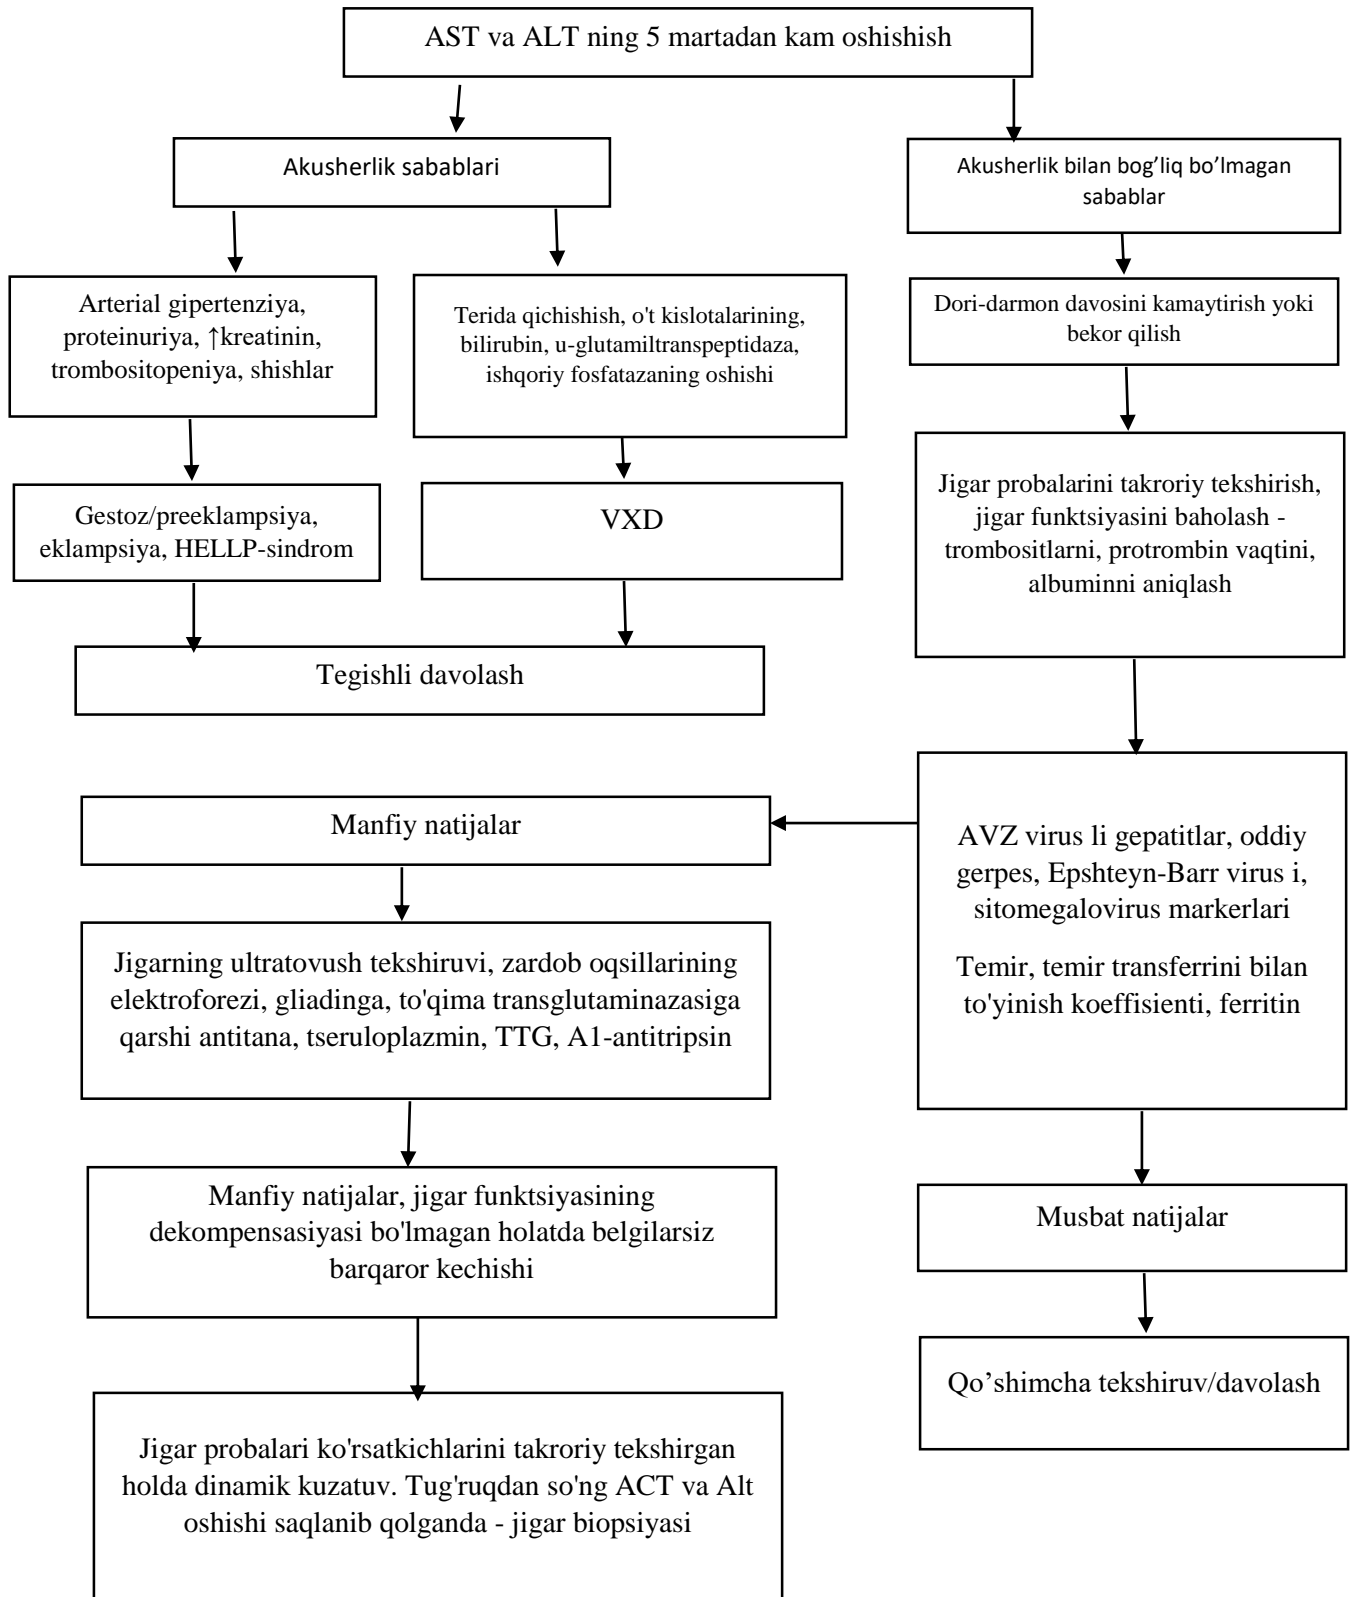 AST va ALT ning 5 martadan kam oshishish
Akusherlik sabablari
Akusherlik bilan bog’liq bo’lmagan
sabablar
Arterial gipertenziya,
proteinuriya, ↑kreatinin,
trombositopeniya, shishlar
Terida qichishish, o't kislotalarining,
bilirubin, u-glutamiltranspeptidaza,
ishqoriy fosfatazaning oshishi
Dori-darmon davosini kamaytirish yoki
bekor qilish
Gestoz/preeklampsiya,
eklampsiya, HELLP-sindrom
VXD
Jigar probalarini takroriy tekshirish,
jigar funktsiyasini baholash -
trombositlarni, protrombin vaqtini,
albuminni aniqlash
Tegishli davolash
Manfiy natijalar
AVZ virus li gepatitlar, oddiy
gerpes, Epshteyn-Barr virus i,
sitomegalovirus markerlari
Temir, temir transferrini bilan
to'yinish koeffisienti, ferritin
Jigarning ultratovush tekshiruvi, zardob oqsillarining
elektroforezi, gliadinga, to'qima transglutaminazasiga
qarshi antitana, tseruloplazmin, TTG, A1-antitripsin
Manfiy natijalar, jigar funktsiyasining
dekompensasiyasi bo'lmagan holatda belgilarsiz
barqaror kechishi
Musbat natijalar
Qo’shimcha tekshiruv/davolash
Jigar probalari ko'rsatkichlarini takroriy tekshirgan
holda dinamik kuzatuv. Tug'ruqdan so'ng ACT va Alt
oshishi saqlanib qolganda - jigar biopsiyasi